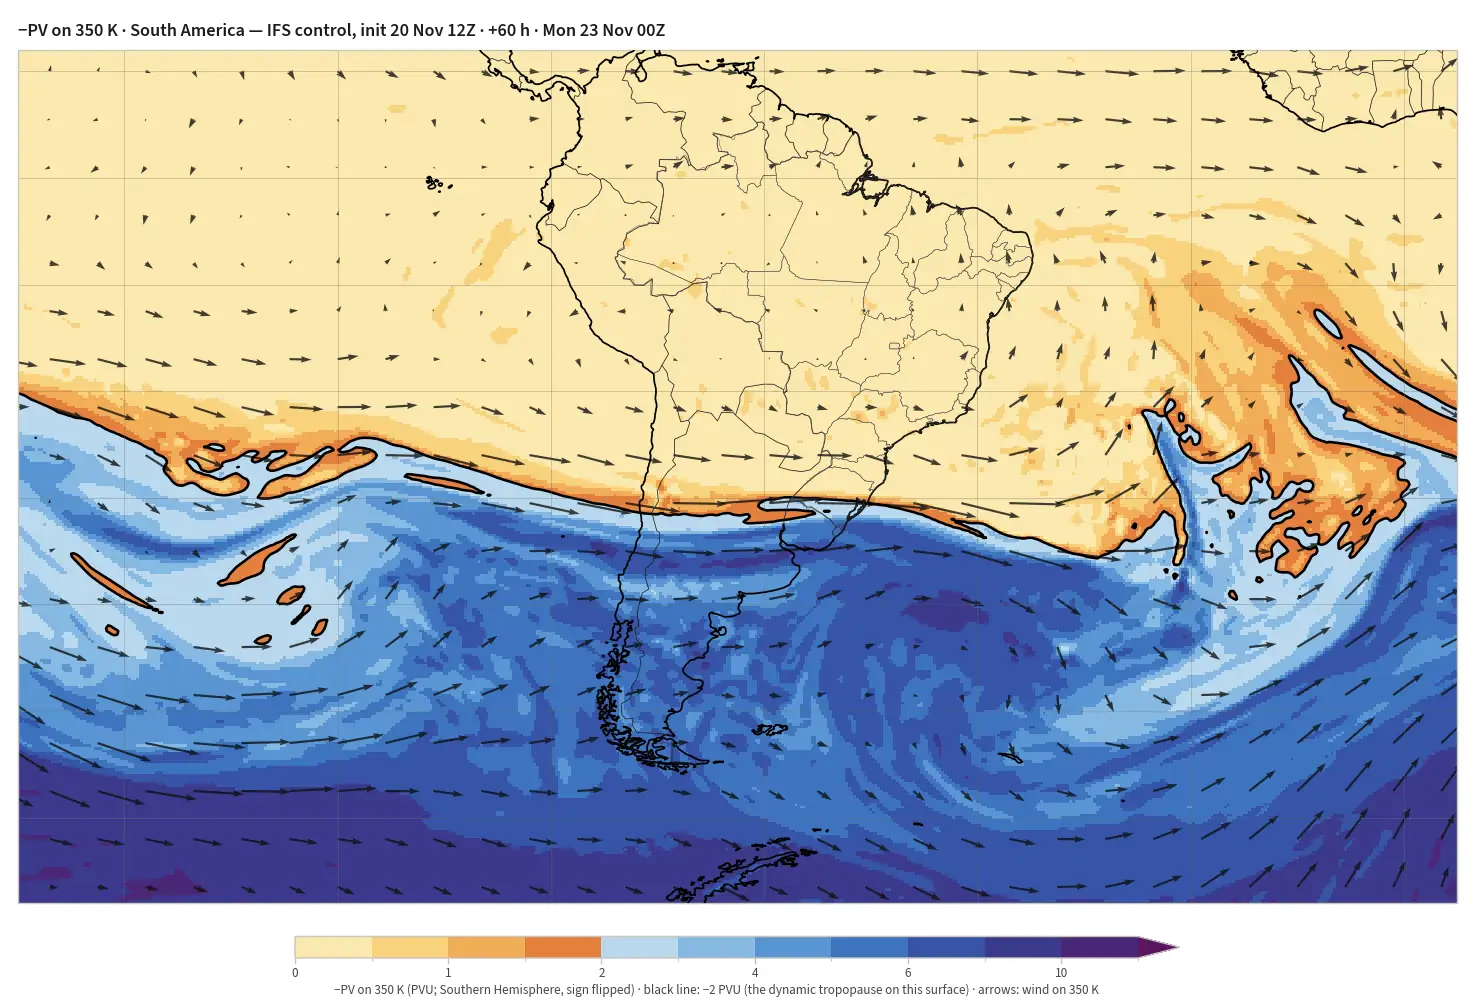 −PV on 350 K · South America — IFS control, init 20 Nov 12Z · +60 h · Mon 23 Nov 00Z
0 1 2 4 6 10
−PV on 350 K (PVU; Southern Hemisphere, sign flipped) · black line: −2 PVU (the dynamic tropopause on this surface) · arrows: wind on 350 K